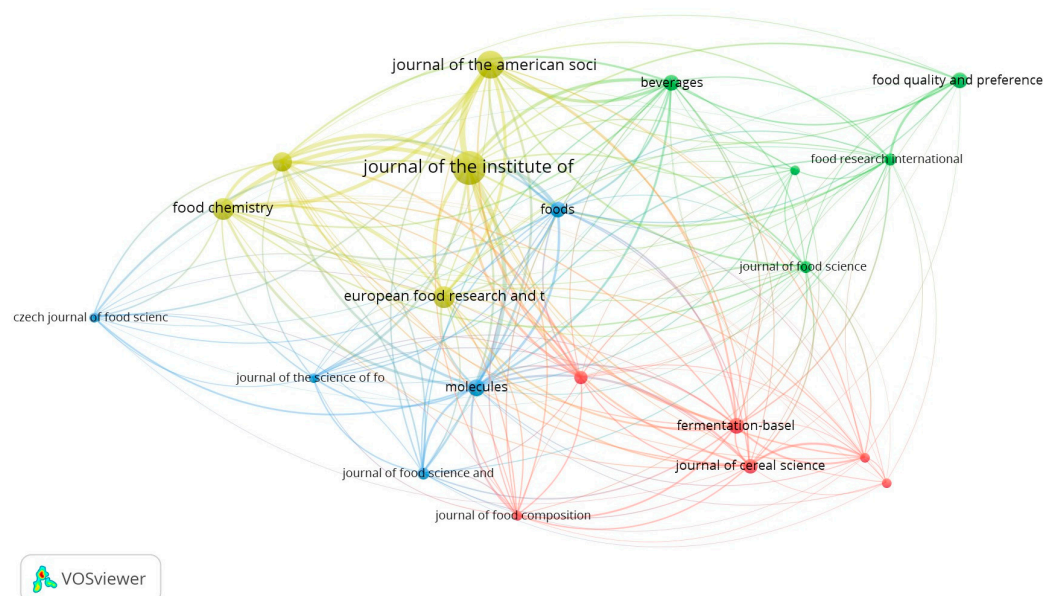 journal of the american soci
beverages
food quality and preference
food research international
journal of the institute of
food chemistry
foods
journal of food science
european food research and t
czech journal of food scienc
journal of the science of fo
molecules
fermentation-basel
journal of cereal science
journal of food science and
journal of food composition
VOSviewer